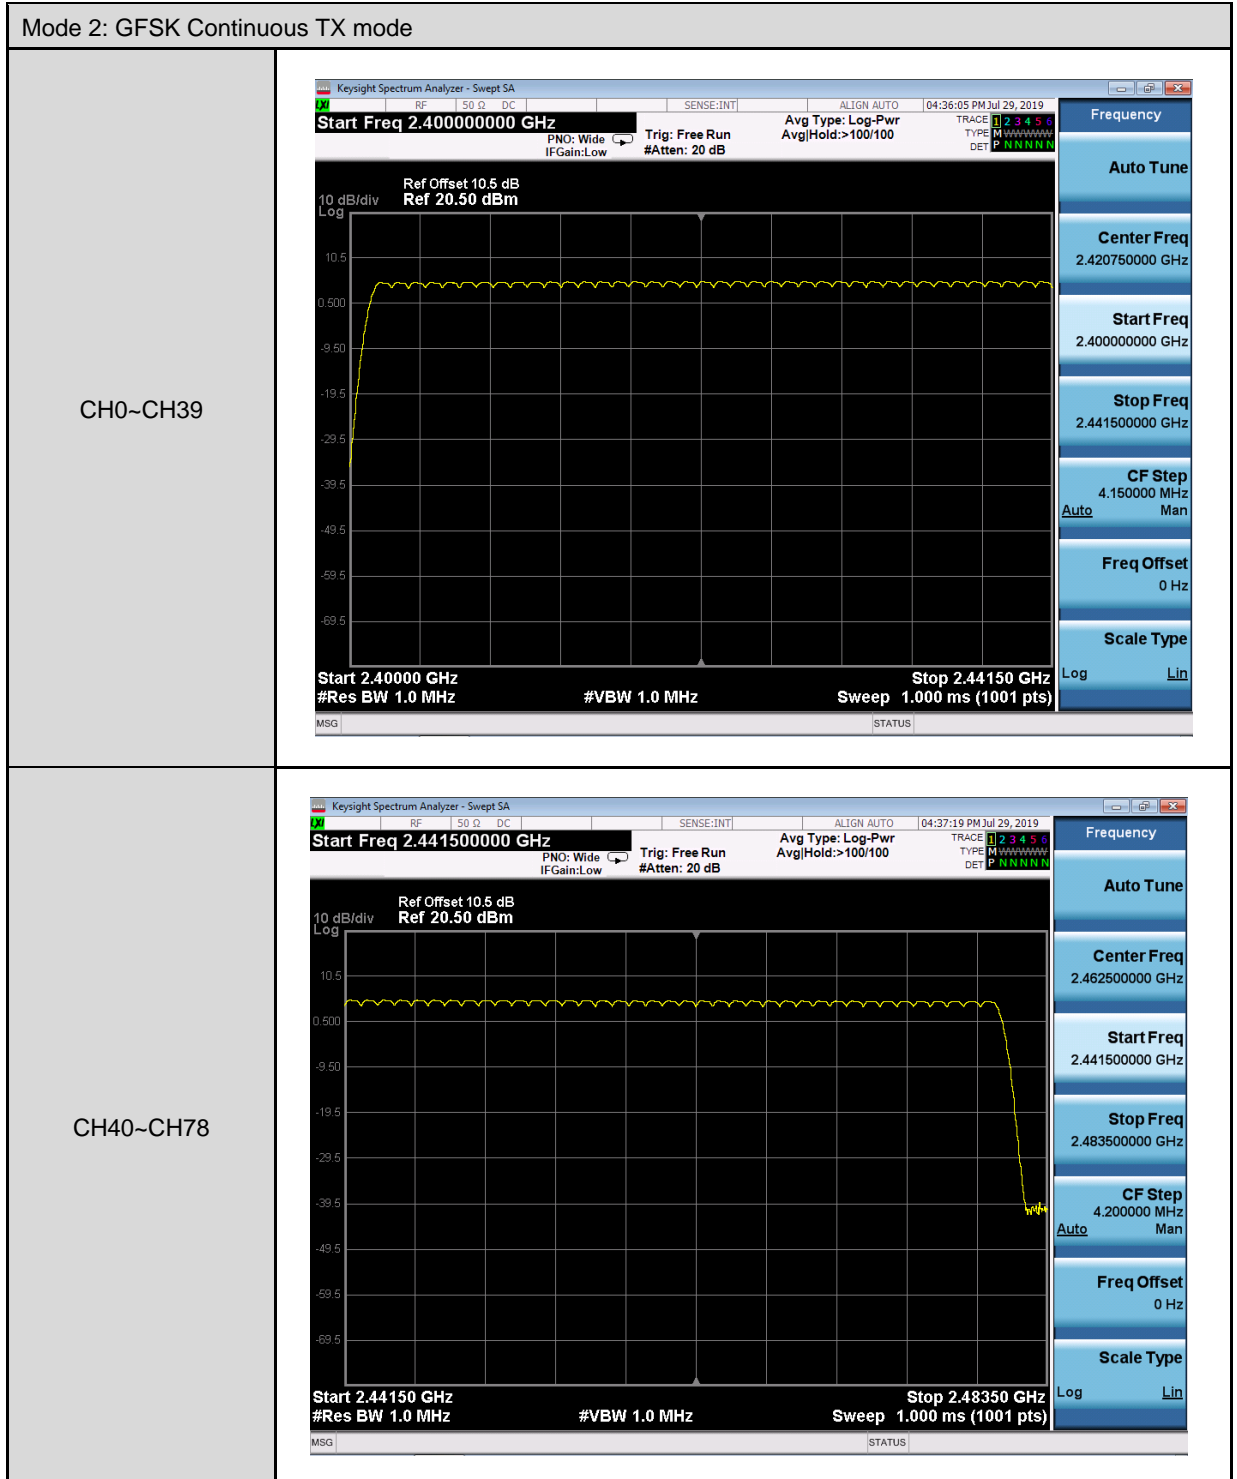 Mode 2: GFSK Continuous TX mode
CH0~CH39
Keysight Spectrum Analyzer - Swept SA
LXI RF 50 Ω DC SENSE:INT ALIGN AUTO 04:36:05 PM Jul 29, 2019
Start Freq 2.400000000 GHz
PNO: Wide
IFGain:Low
Trig: Free Run
#Atten: 20 dB
Avg Type: Log-Pwr
Avg|Hold:>100/100
TRACE 1 2 3 4 5 6
TYPE M WWWWW
DET P N N N N N
Ref Offset 10.5 dB
10 dB/div Ref 20.50 dBm
Log
10.5
0.500
-9.50
-19.5
-29.5
-39.5
-49.5
-59.5
-69.5
Start 2.40000 GHz Stop 2.44150 GHz
#Res BW 1.0 MHz #VBW 1.0 MHz Sweep 1.000 ms (1001 pts)
MSG STATUS
Frequency
Auto Tune
Center Freq
2.420750000 GHz
Start Freq
2.400000000 GHz
Stop Freq
2.441500000 GHz
CF Step
4.150000 MHz
Auto Man
Freq Offset
0 Hz
Scale Type
Log Lin
CH40~CH78
Keysight Spectrum Analyzer - Swept SA
LXI RF 50 Ω DC SENSE:INT ALIGN AUTO 04:37:19 PM Jul 29, 2019
Start Freq 2.441500000 GHz
PNO: Wide
IFGain:Low
Trig: Free Run
#Atten: 20 dB
Avg Type: Log-Pwr
Avg|Hold:>100/100
TRACE 1 2 3 4 5 6
TYPE M WWWWW
DET P N N N N N
Ref Offset 10.5 dB
10 dB/div Ref 20.50 dBm
Log
10.5
0.500
-9.50
-19.5
-29.5
-39.5
-49.5
-59.5
-69.5
Start 2.44150 GHz Stop 2.48350 GHz
#Res BW 1.0 MHz #VBW 1.0 MHz Sweep 1.000 ms (1001 pts)
MSG STATUS
Frequency
Auto Tune
Center Freq
2.462500000 GHz
Start Freq
2.441500000 GHz
Stop Freq
2.483500000 GHz
CF Step
4.200000 MHz
Auto Man
Freq Offset
0 Hz
Scale Type
Log Lin